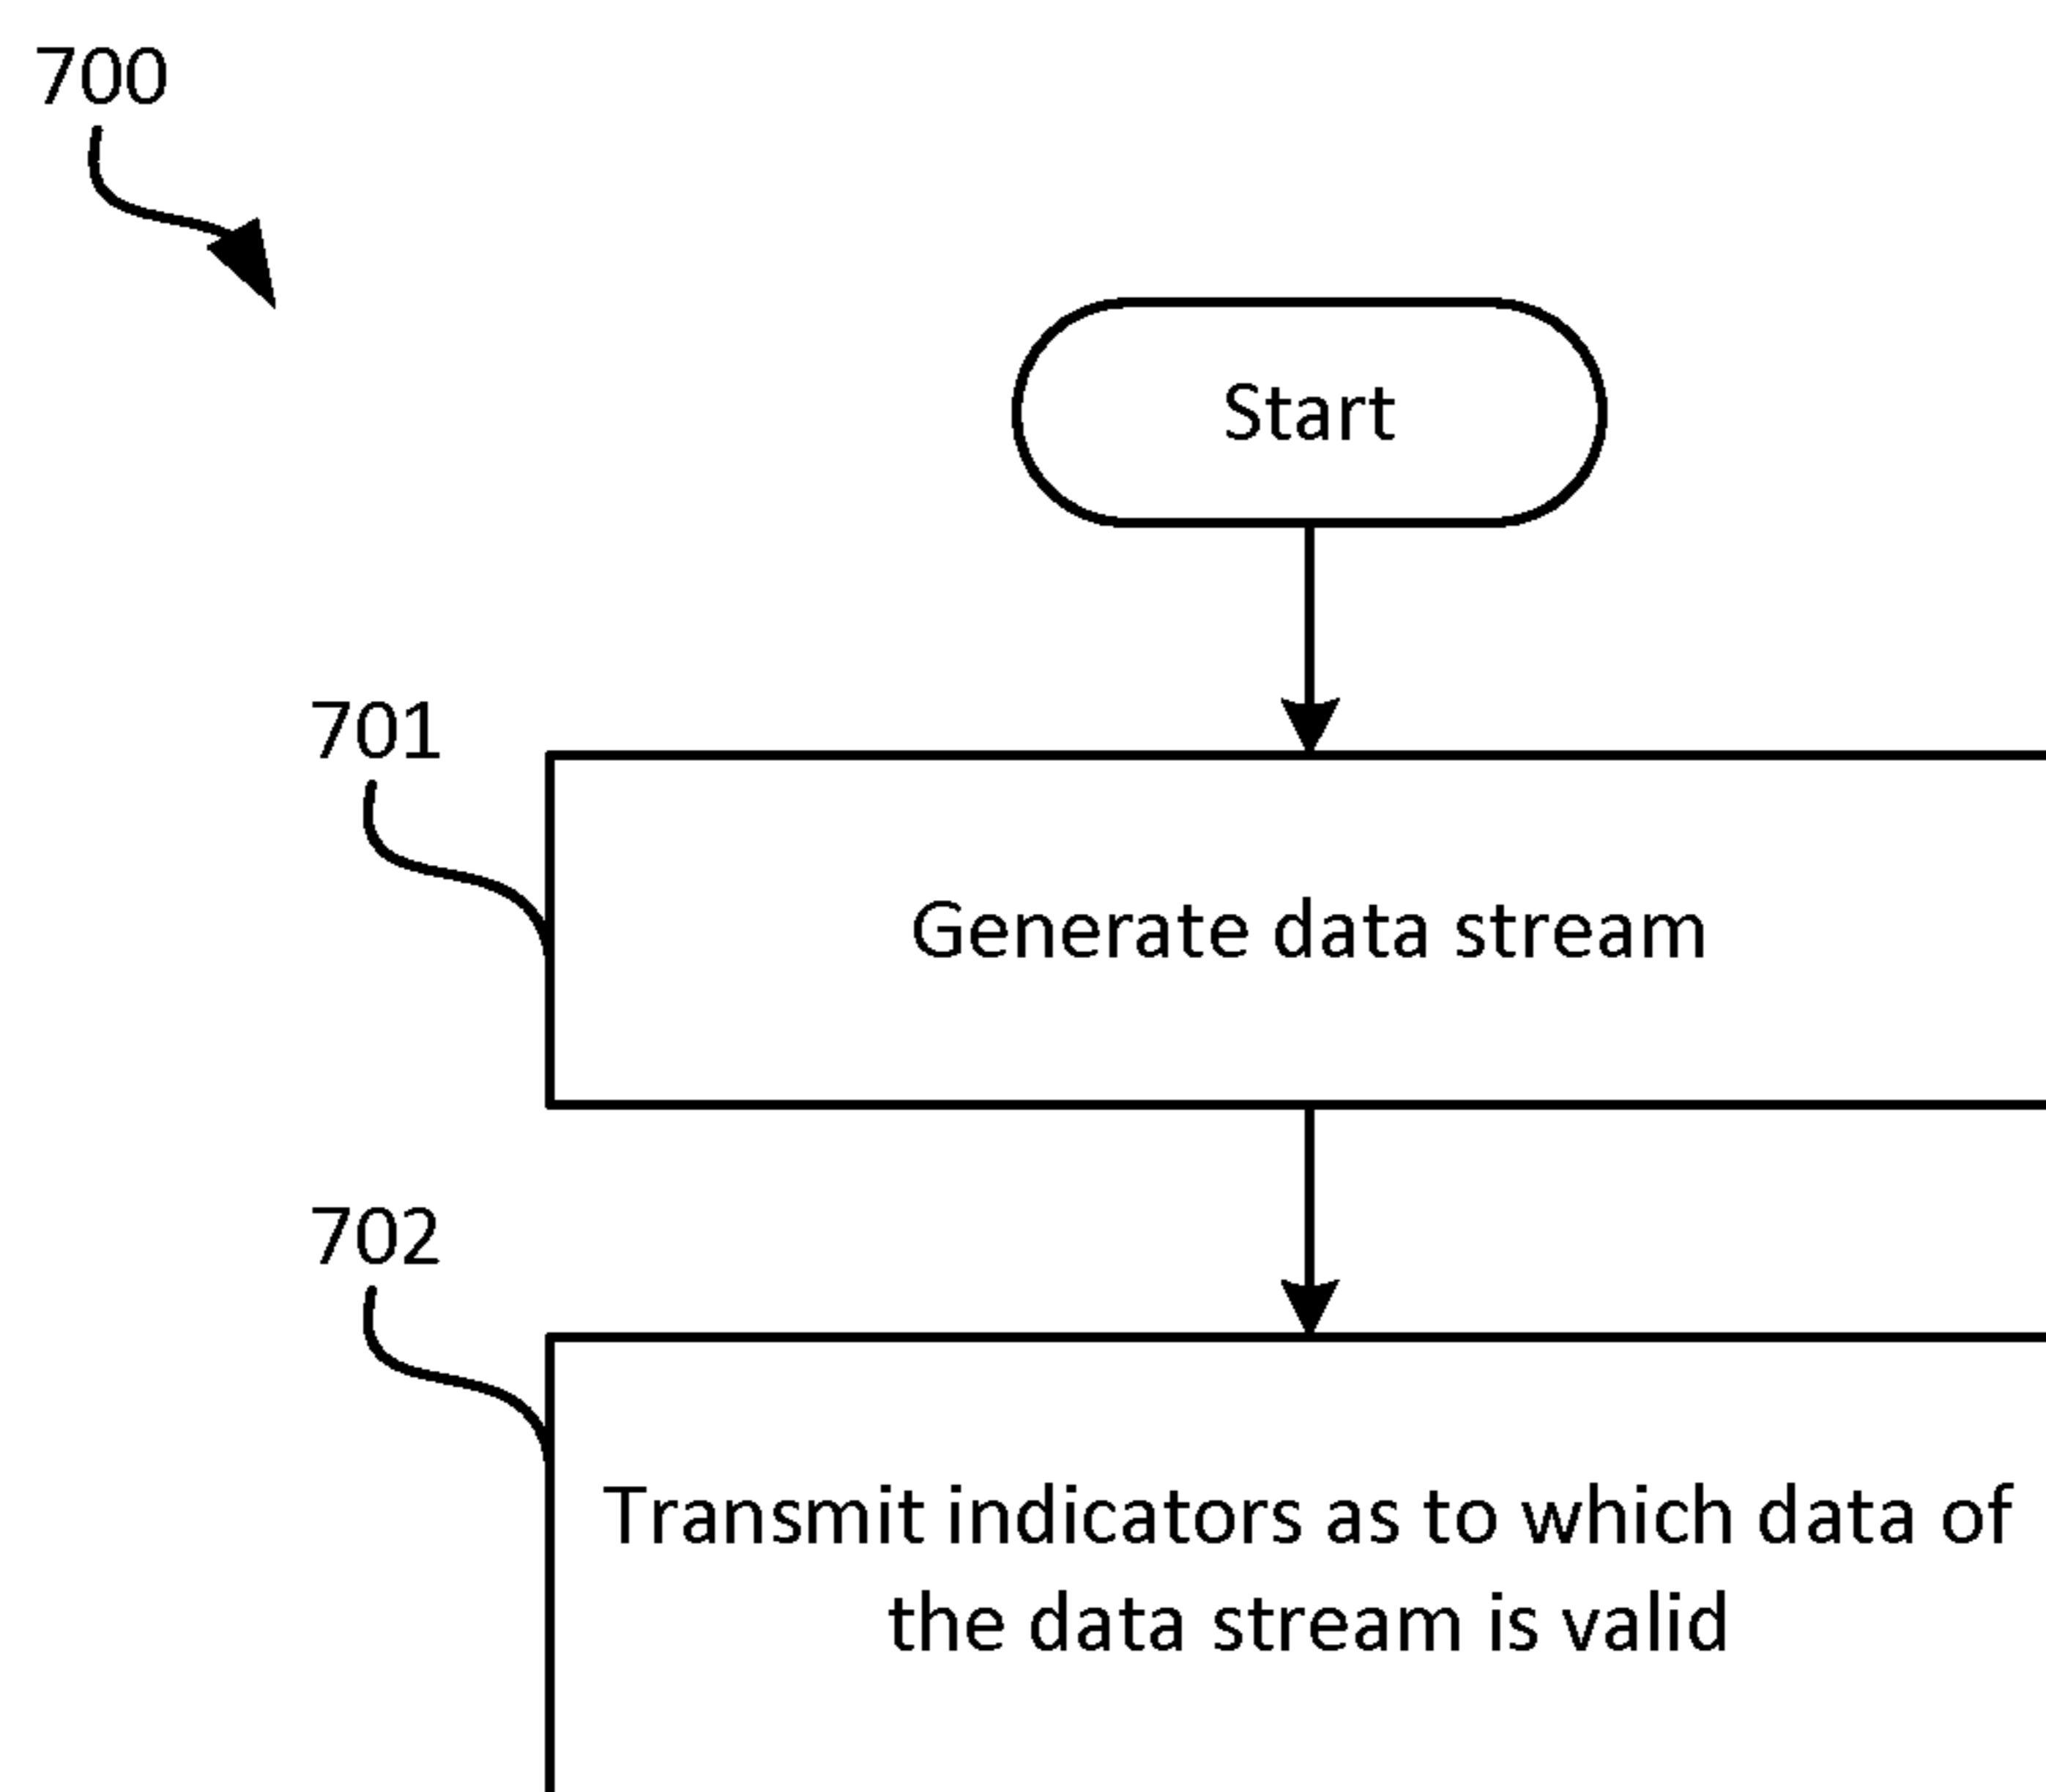 700
Start
701
Generate data stream
702
Transmit indicators as to which data of
the data stream is valid